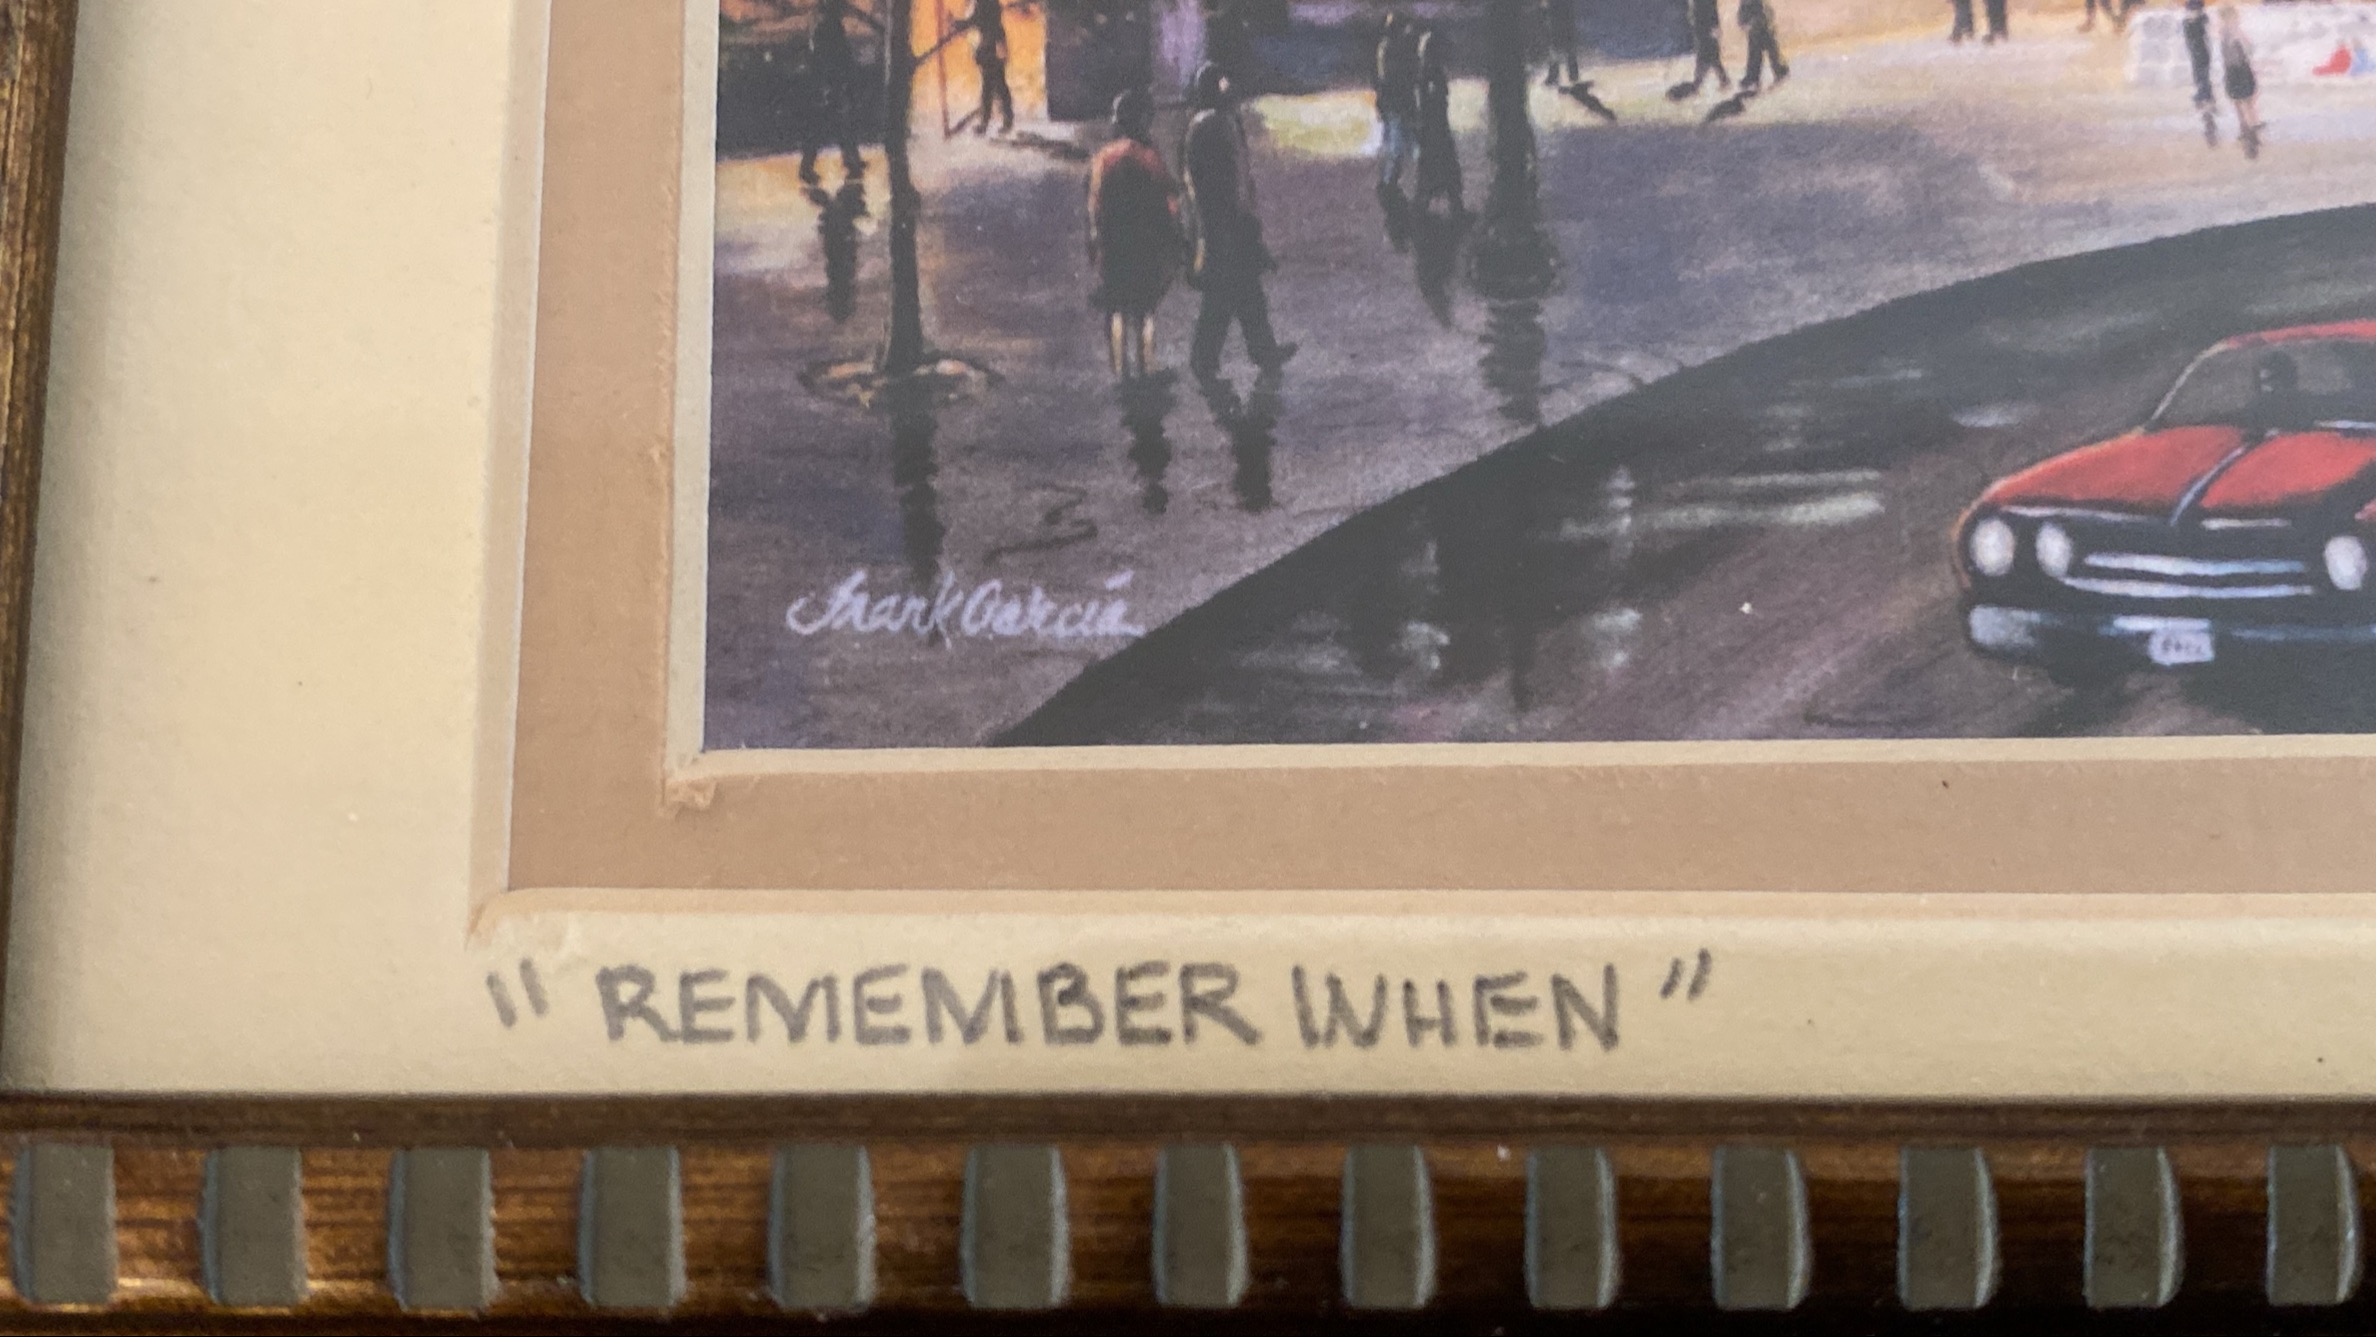 Frank Garcia
"REMEMBER WHEN"